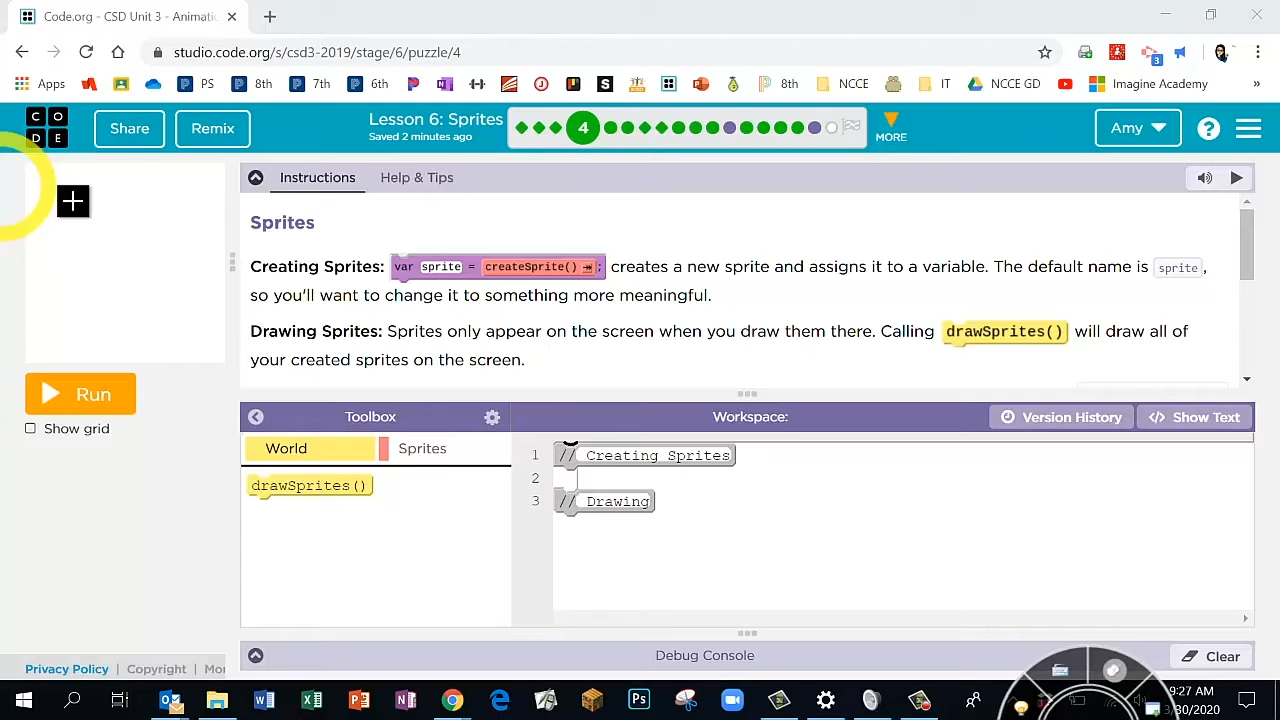 Code.org - CSD Unit 3 - Animatic
studio.code.org/s/csd3-2019/stage/6/puzzle/4
Apps PS 8th 7th 6th 8th NCCE IT NCCE GD Imagine Academy »
C O D E
Share
Remix
Lesson 6: Sprites
Saved 2 minutes ago
4
MORE
Amy
?
Instructions
Help & Tips
Sprites
Creating Sprites: var sprite = createSprite() ; creates a new sprite and assigns it to a variable. The default name is sprite,
so you'll want to change it to something more meaningful.
Drawing Sprites: Sprites only appear on the screen when you draw them there. Calling drawSprites() will draw all of
your created sprites on the screen.
Run
Show grid
Toolbox
Workspace:
Version History
</> Show Text
World
Sprites
drawSprites()
1 // Creating Sprites
2
3 // Drawing
Debug Console
Clear
Privacy Policy | Copyright | Mor
9:27 AM
3/30/2020